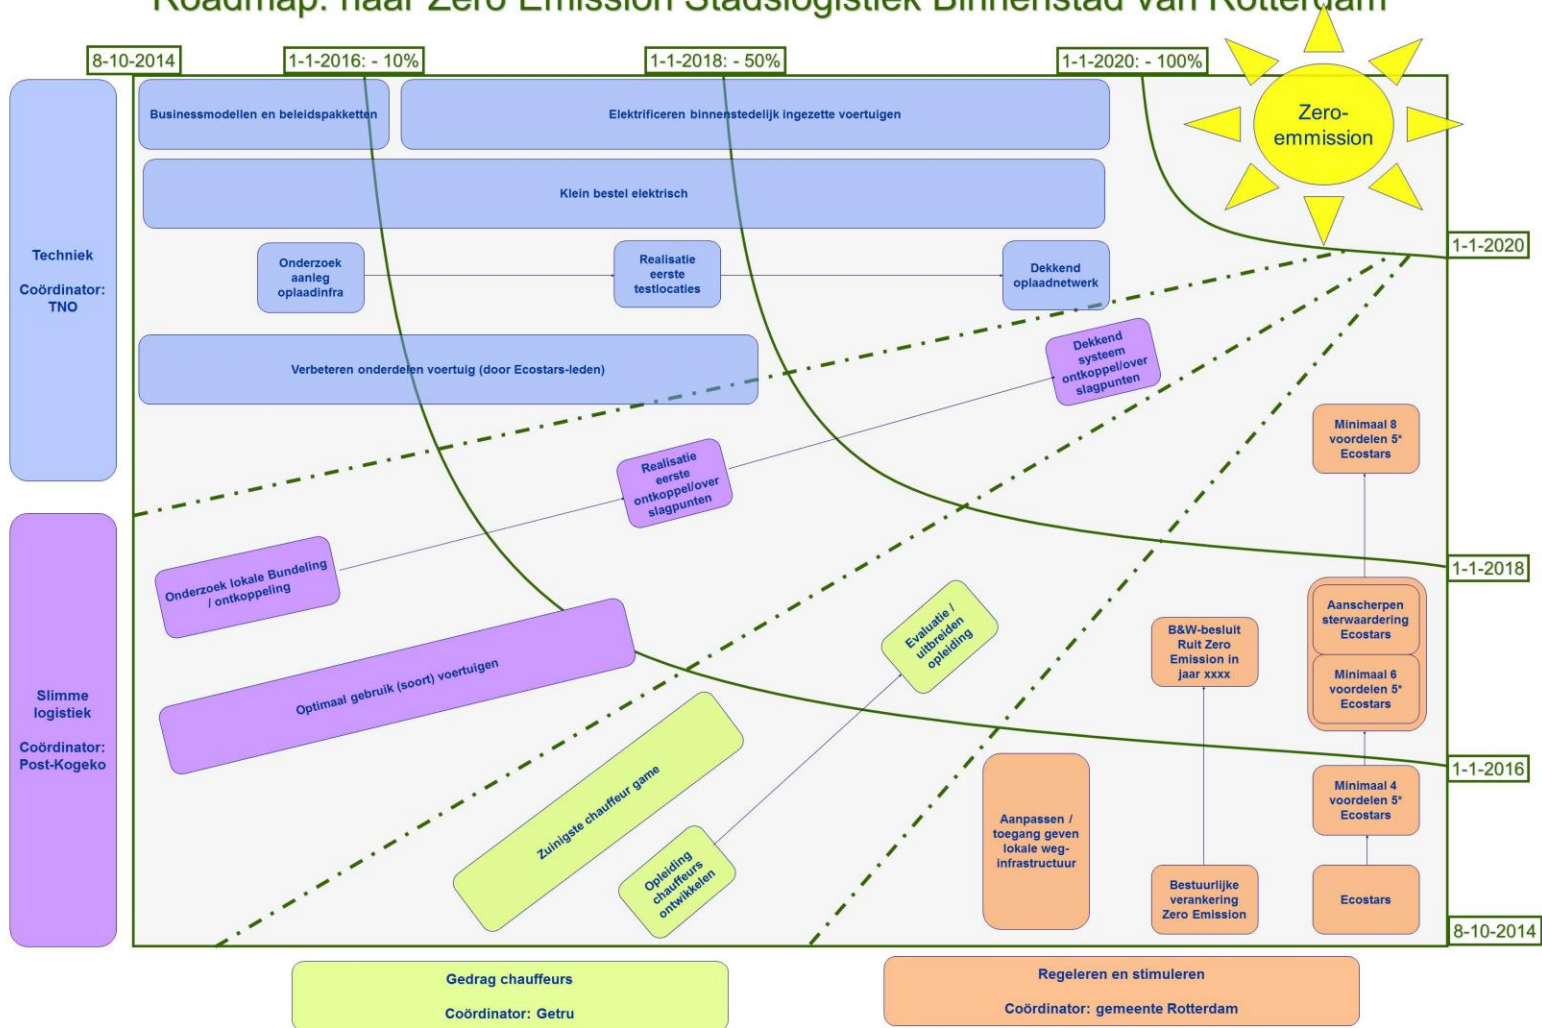 Roadmap: naar Zero Emission Stadslogistiek Binnenstad van Rotterdam
8-10-2014
1-1-2016: - 10%
1-1-2018: - 50%
1-1-2020: - 100%
Zero-
emmission
Businessmodellen en beleidspakketten
Elektrificeren binnenstedelijk ingezette voertuigen
Klein bestel elektrisch
Techniek
Coördinator:
TNO
Onderzoek
aanleg
oplaadinfra
Realisatie
eerste
testlocaties
Dekkend
oplaadnetwerk
1-1-2020
Verbeteren onderdelen voertuig (door Ecostars-leden)
Dekkend
systeem
ontkoppel/over
slagpunten
Realisatie
eerste
ontkoppel/over
slagpunten
Minimaal 8
voordelen 5*
Ecostars
Onderzoek lokale Bundeling
/ ontkoppeling
1-1-2018
Slimme
logistiek
Coördinator:
Post-Kogeko
Optimaal gebruik (soort) voertuigen
Evaluatie /
uitbreiden
opleiding
B&W-besluit
Ruit Zero
Emission in
jaar xxxx
Aanscherpen
sterwaardering
Ecostars
Minimaal 6
voordelen 5*
Ecostars
Zuinigste chauffeur game
1-1-2016
Opleiding
chauffeurs
ontwikkelen
Aanpassen /
toegang geven
lokale weg-
infrastructuur
Minimaal 4
voordelen 5*
Ecostars
Bestuurlijke
verankering
Zero Emission
Ecostars
8-10-2014
Gedrag chauffeurs
Coördinator: Getru
Regeleren en stimuleren
Coördinator: gemeente Rotterdam